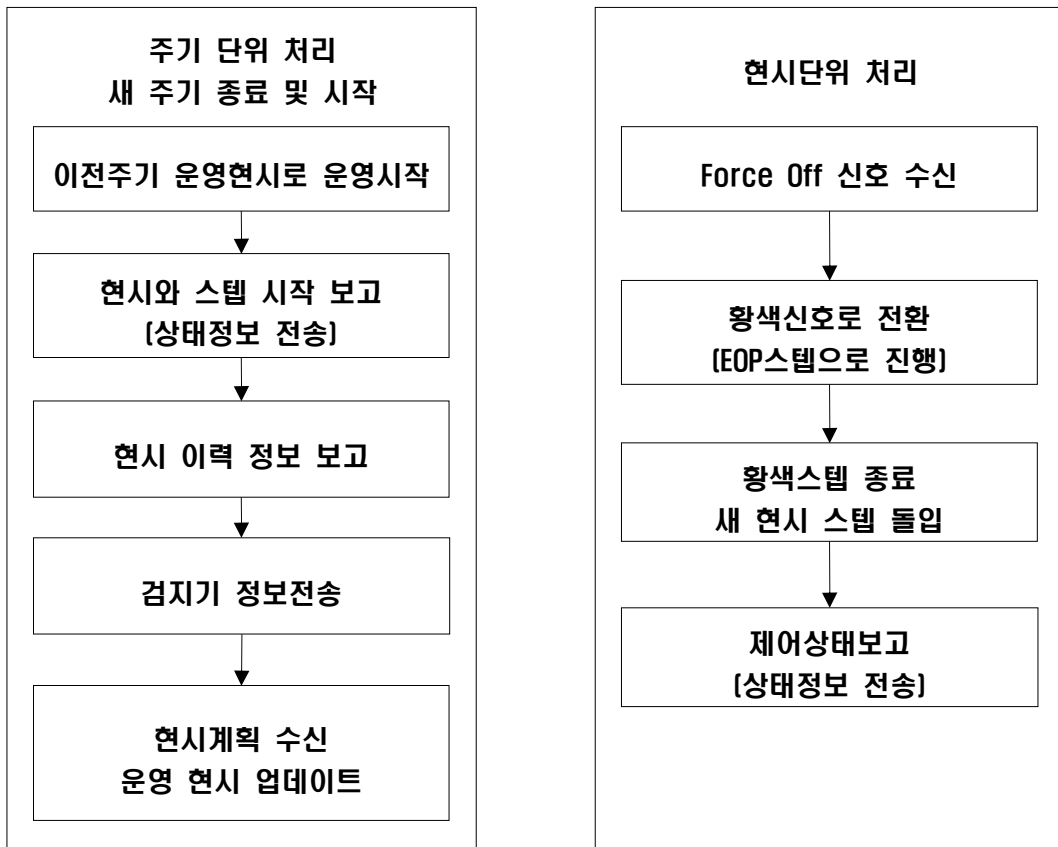 주기 단위 처리
새 주기 종료 및 시작
이전주기 운영현시로 운영시작
현시와 스텝 시작 보고
(상태정보 전송)
현시 이력 정보 보고
검지기 정보전송
현시계획 수신
운영 현시 업데이트
현시단위 처리
Force Off 신호 수신
황색신호로 전환
(EOP스텝으로 진행)
황색스텝 종료
새 현시 스텝 돌입
제어상태보고
(상태정보 전송)